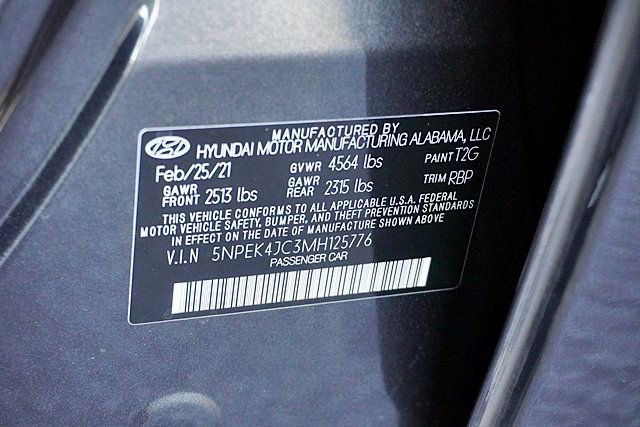 MANUFACTURED BY
HYUNDAI MOTOR MANUFACTURING ALABAMA, LLC
Feb/25/21 GVWR 4564 lbs PAINT T2G
GAWR FRONT 2513 lbs GAWR REAR 2315 lbs TRIM RBP
THIS VEHICLE CONFORMS TO ALL APPLICABLE U.S.A. FEDERAL
MOTOR VEHICLE SAFETY, BUMPER, AND THEFT PREVENTION STANDARDS
IN EFFECT ON THE DATE OF MANUFACTURE SHOWN ABOVE
V.I.N 5NPEK4JC3MH125776
PASSENGER CAR